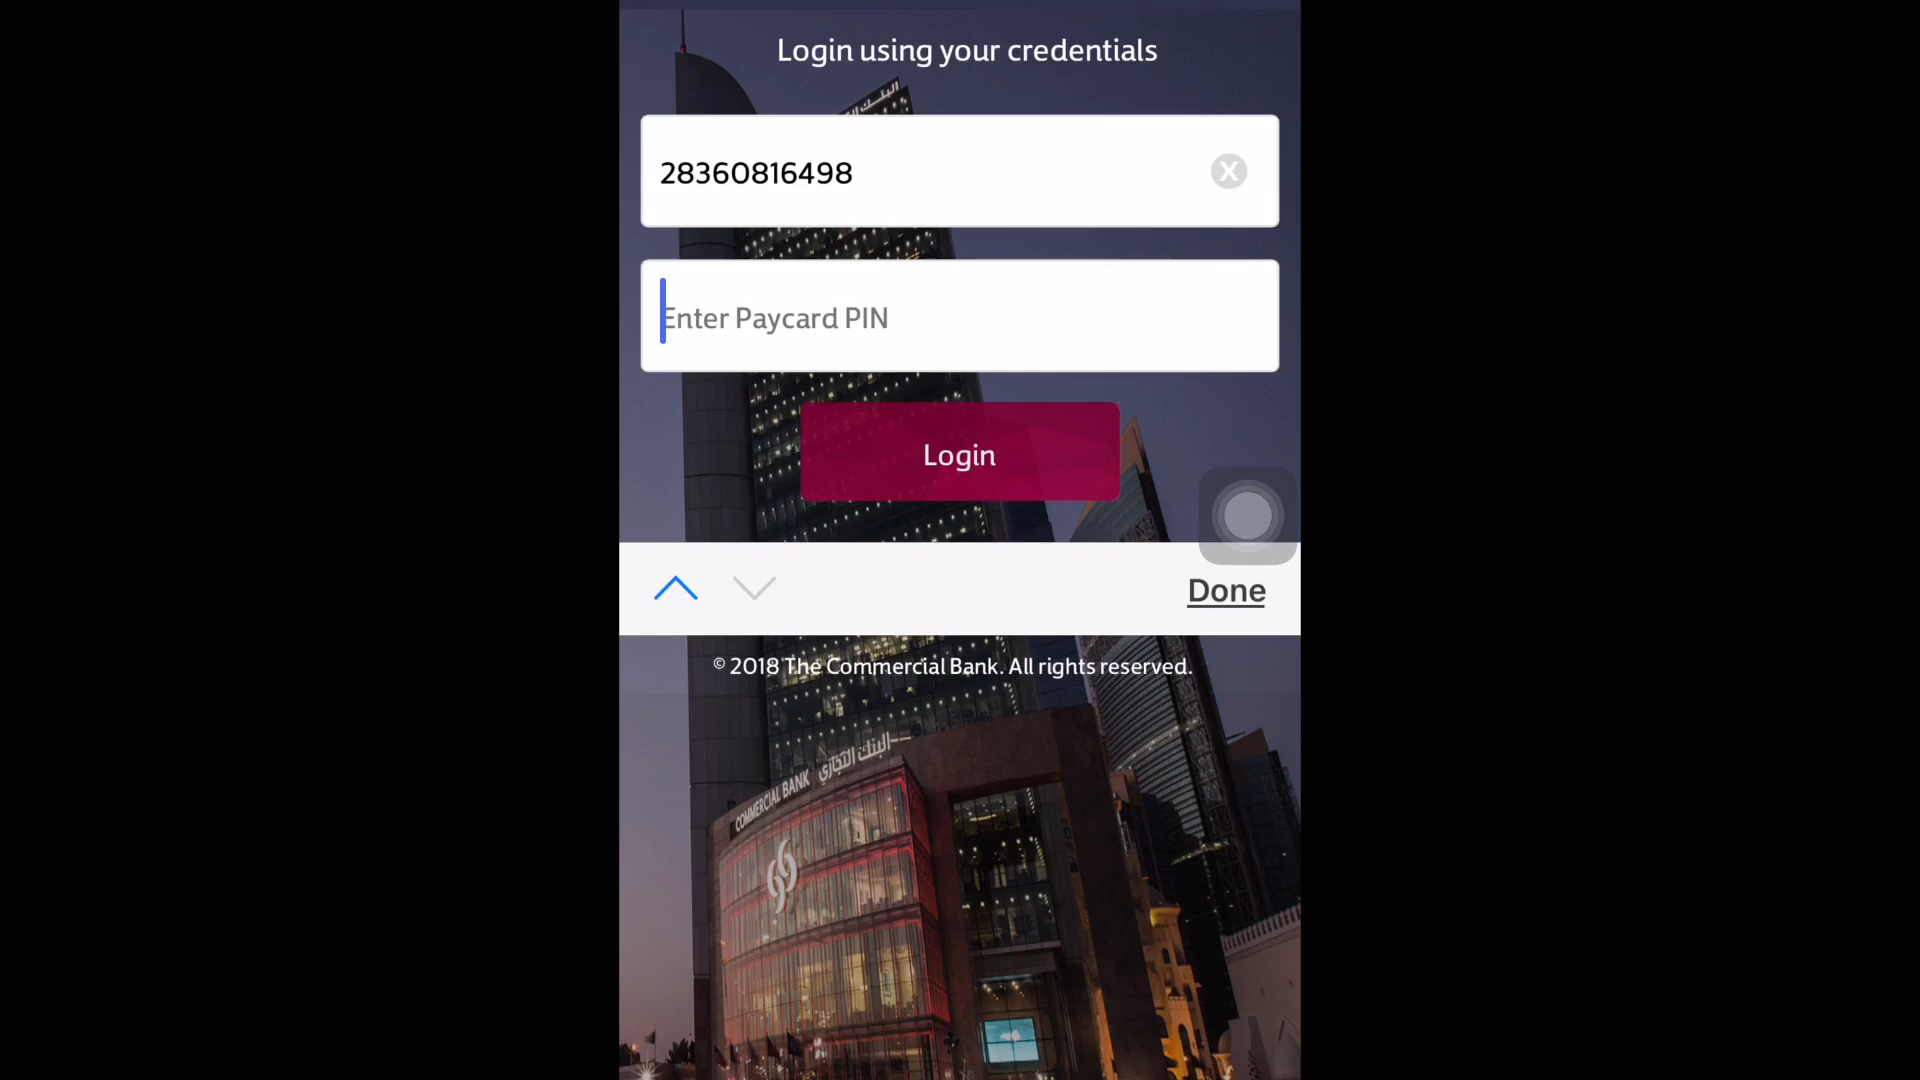 Login using your credentials
البنك
28360816498
X
Enter Paycard PIN
Login
Done
© 2018 The Commercial Bank. All rights reserved.
COMMERCIAL BANK البنك التجاري